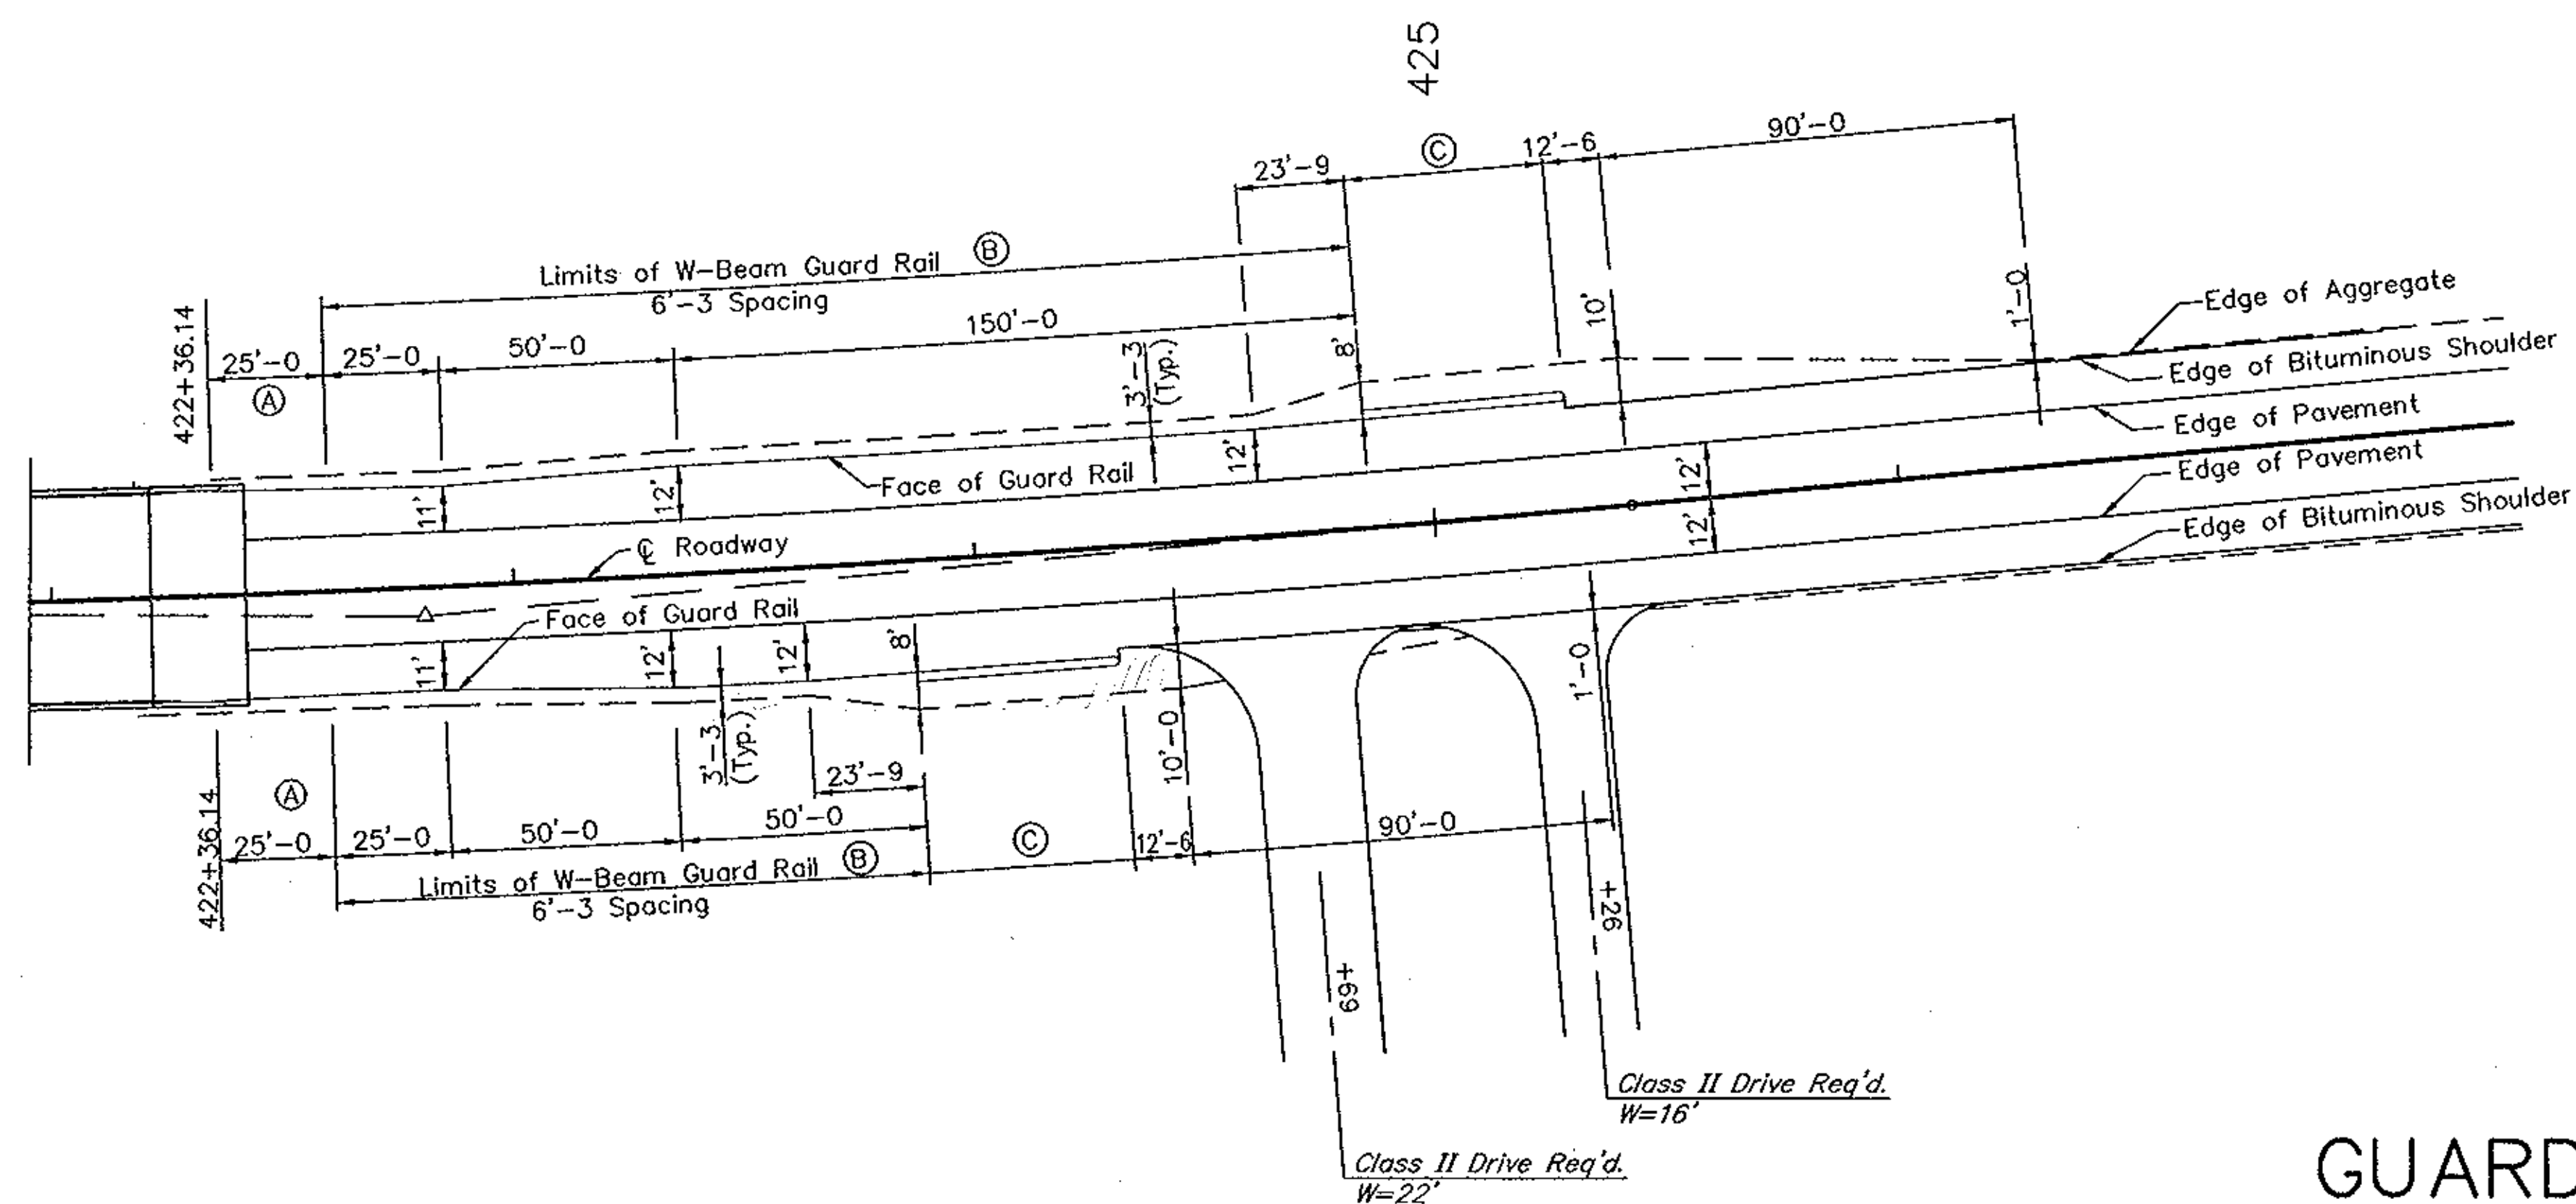 425
90'-0
12'-6
Ⓒ
23'-9
Limits of W-Beam Guard Rail Ⓑ
6'-3 Spacing
150'-0
50'-0
25'-0
25'-0
Ⓐ
422+36.14
3'-3
(Typ.)
8'
10'
1'-0
Edge of Aggregate
Edge of Bituminous Shoulder
Edge of Pavement
Edge of Pavement
Edge of Bituminous Shoulder
11'
12'
Face of Guard Rail
12'
12'
12'
℄ Roadway
Face of Guard Rail
11'
12'
12'
8'
3'-3
(Typ.)
10'-0
1'-0
422+36.14
Ⓐ
25'-0
25'-0
50'-0
50'-0
23'-9
Ⓒ
12'-6
90'-0
Limits of W-Beam Guard Rail Ⓑ
6'-3 Spacing
+69
+26
Class II Drive Req'd.
W=16'
Class II Drive Req'd.
W=22'
GUARD